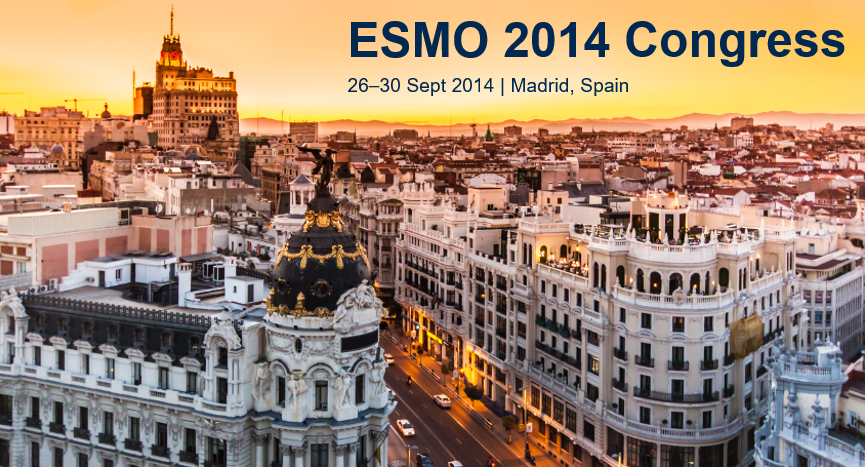 ESMO 2014 Congress
26–30 Sept 2014 | Madrid, Spain